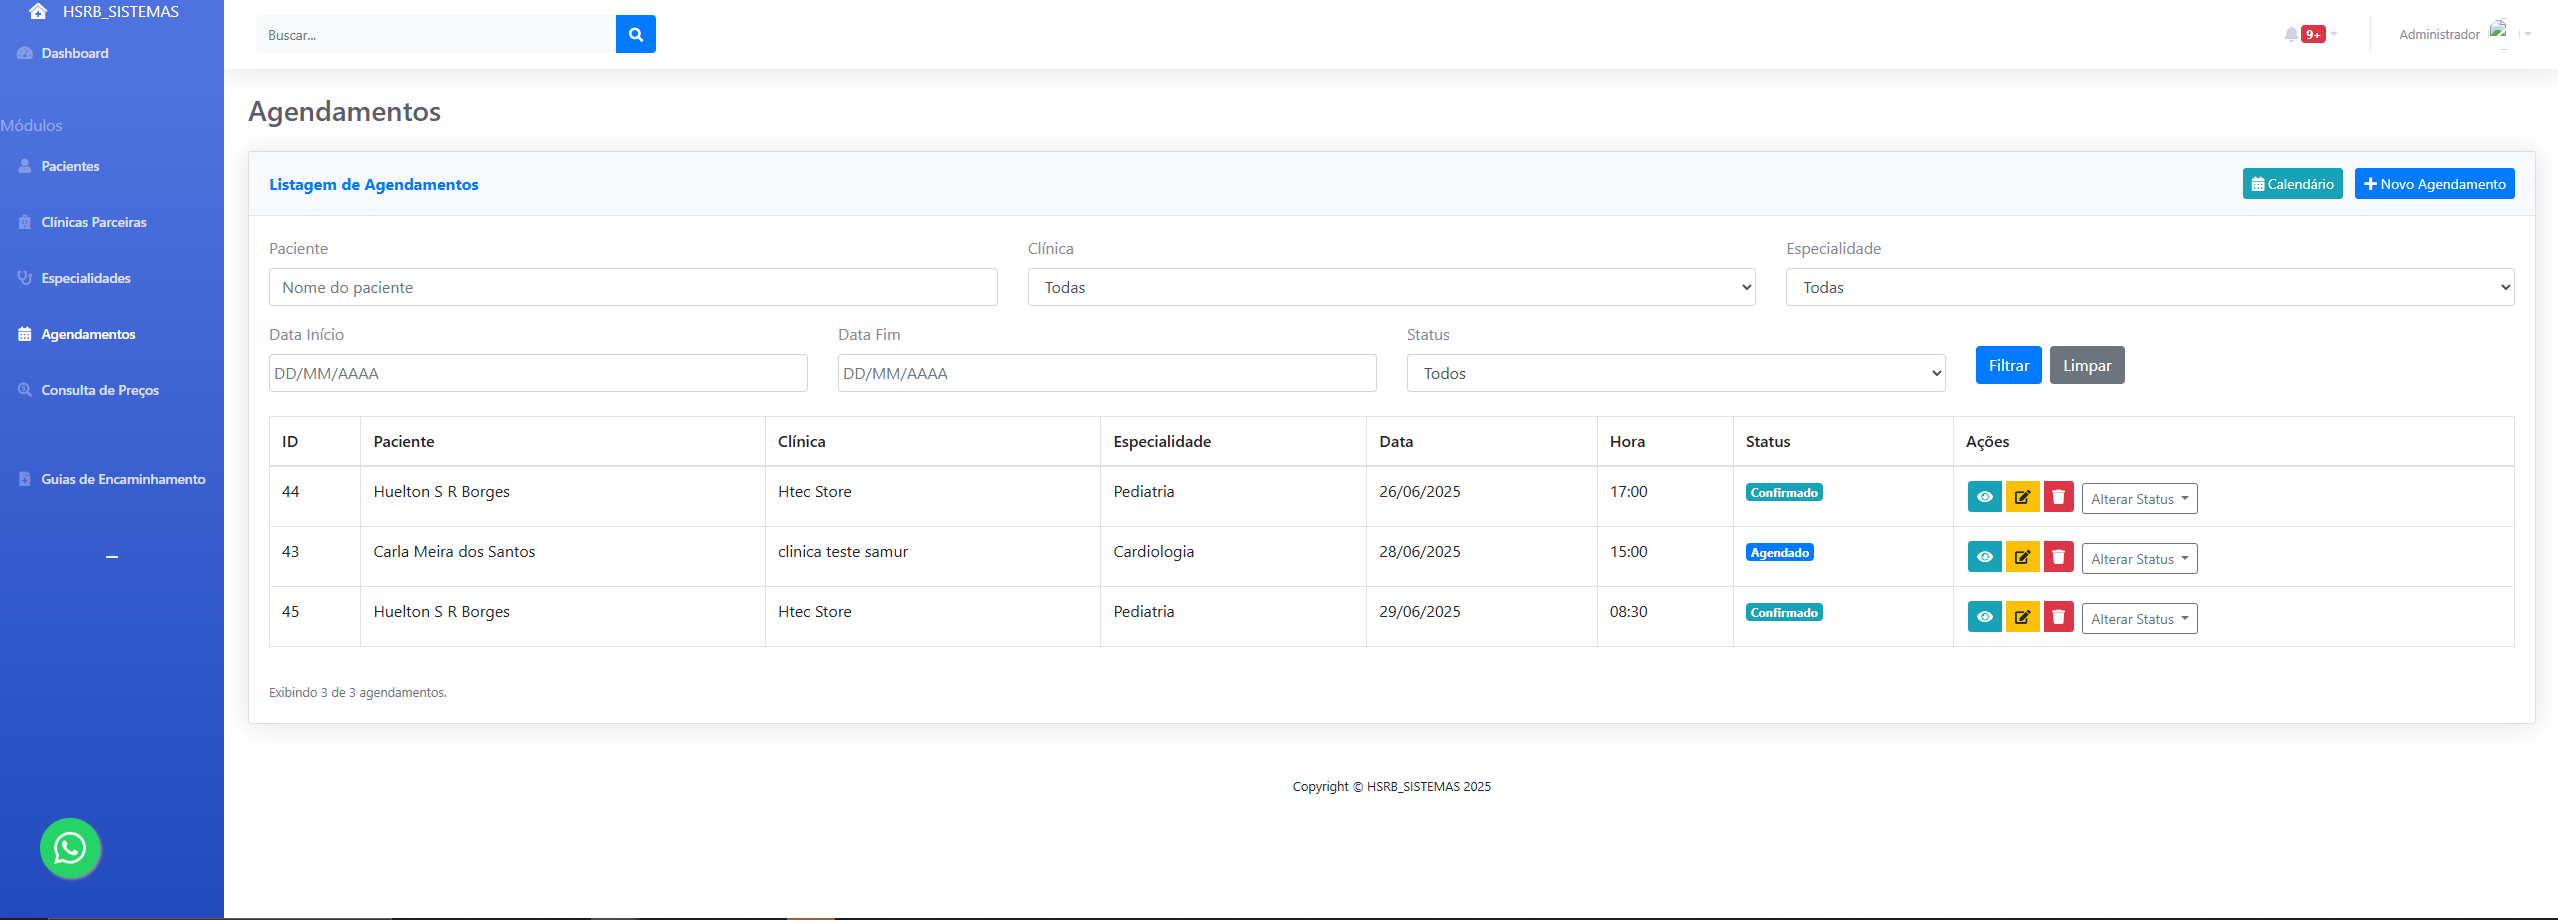 HSRB_SISTEMAS
Dashboard
Módulos
Pacientes
Clínicas Parceiras
Especialidades
Agendamentos
Consulta de Preços
Guias de Encaminhamento
Buscar...
9+
Administrador
Agendamentos
Listagem de Agendamentos
Calendário
Novo Agendamento
Paciente Clínica Especialidade
Nome do paciente Todas Todas
Data Início Data Fim Status
DD/MM/AAAA DD/MM/AAAA Todos Filtrar Limpar
ID Paciente Clínica Especialidade Data Hora Status Ações
44 Huelton S R Borges Htec Store Pediatria 26/06/2025 17:00 Confirmado Alterar Status
43 Carla Meira dos Santos clinica teste samur Cardiologia 28/06/2025 15:00 Agendado Alterar Status
45 Huelton S R Borges Htec Store Pediatria 29/06/2025 08:30 Confirmado Alterar Status
Exibindo 3 de 3 agendamentos.
Copyright © HSRB_SISTEMAS 2025